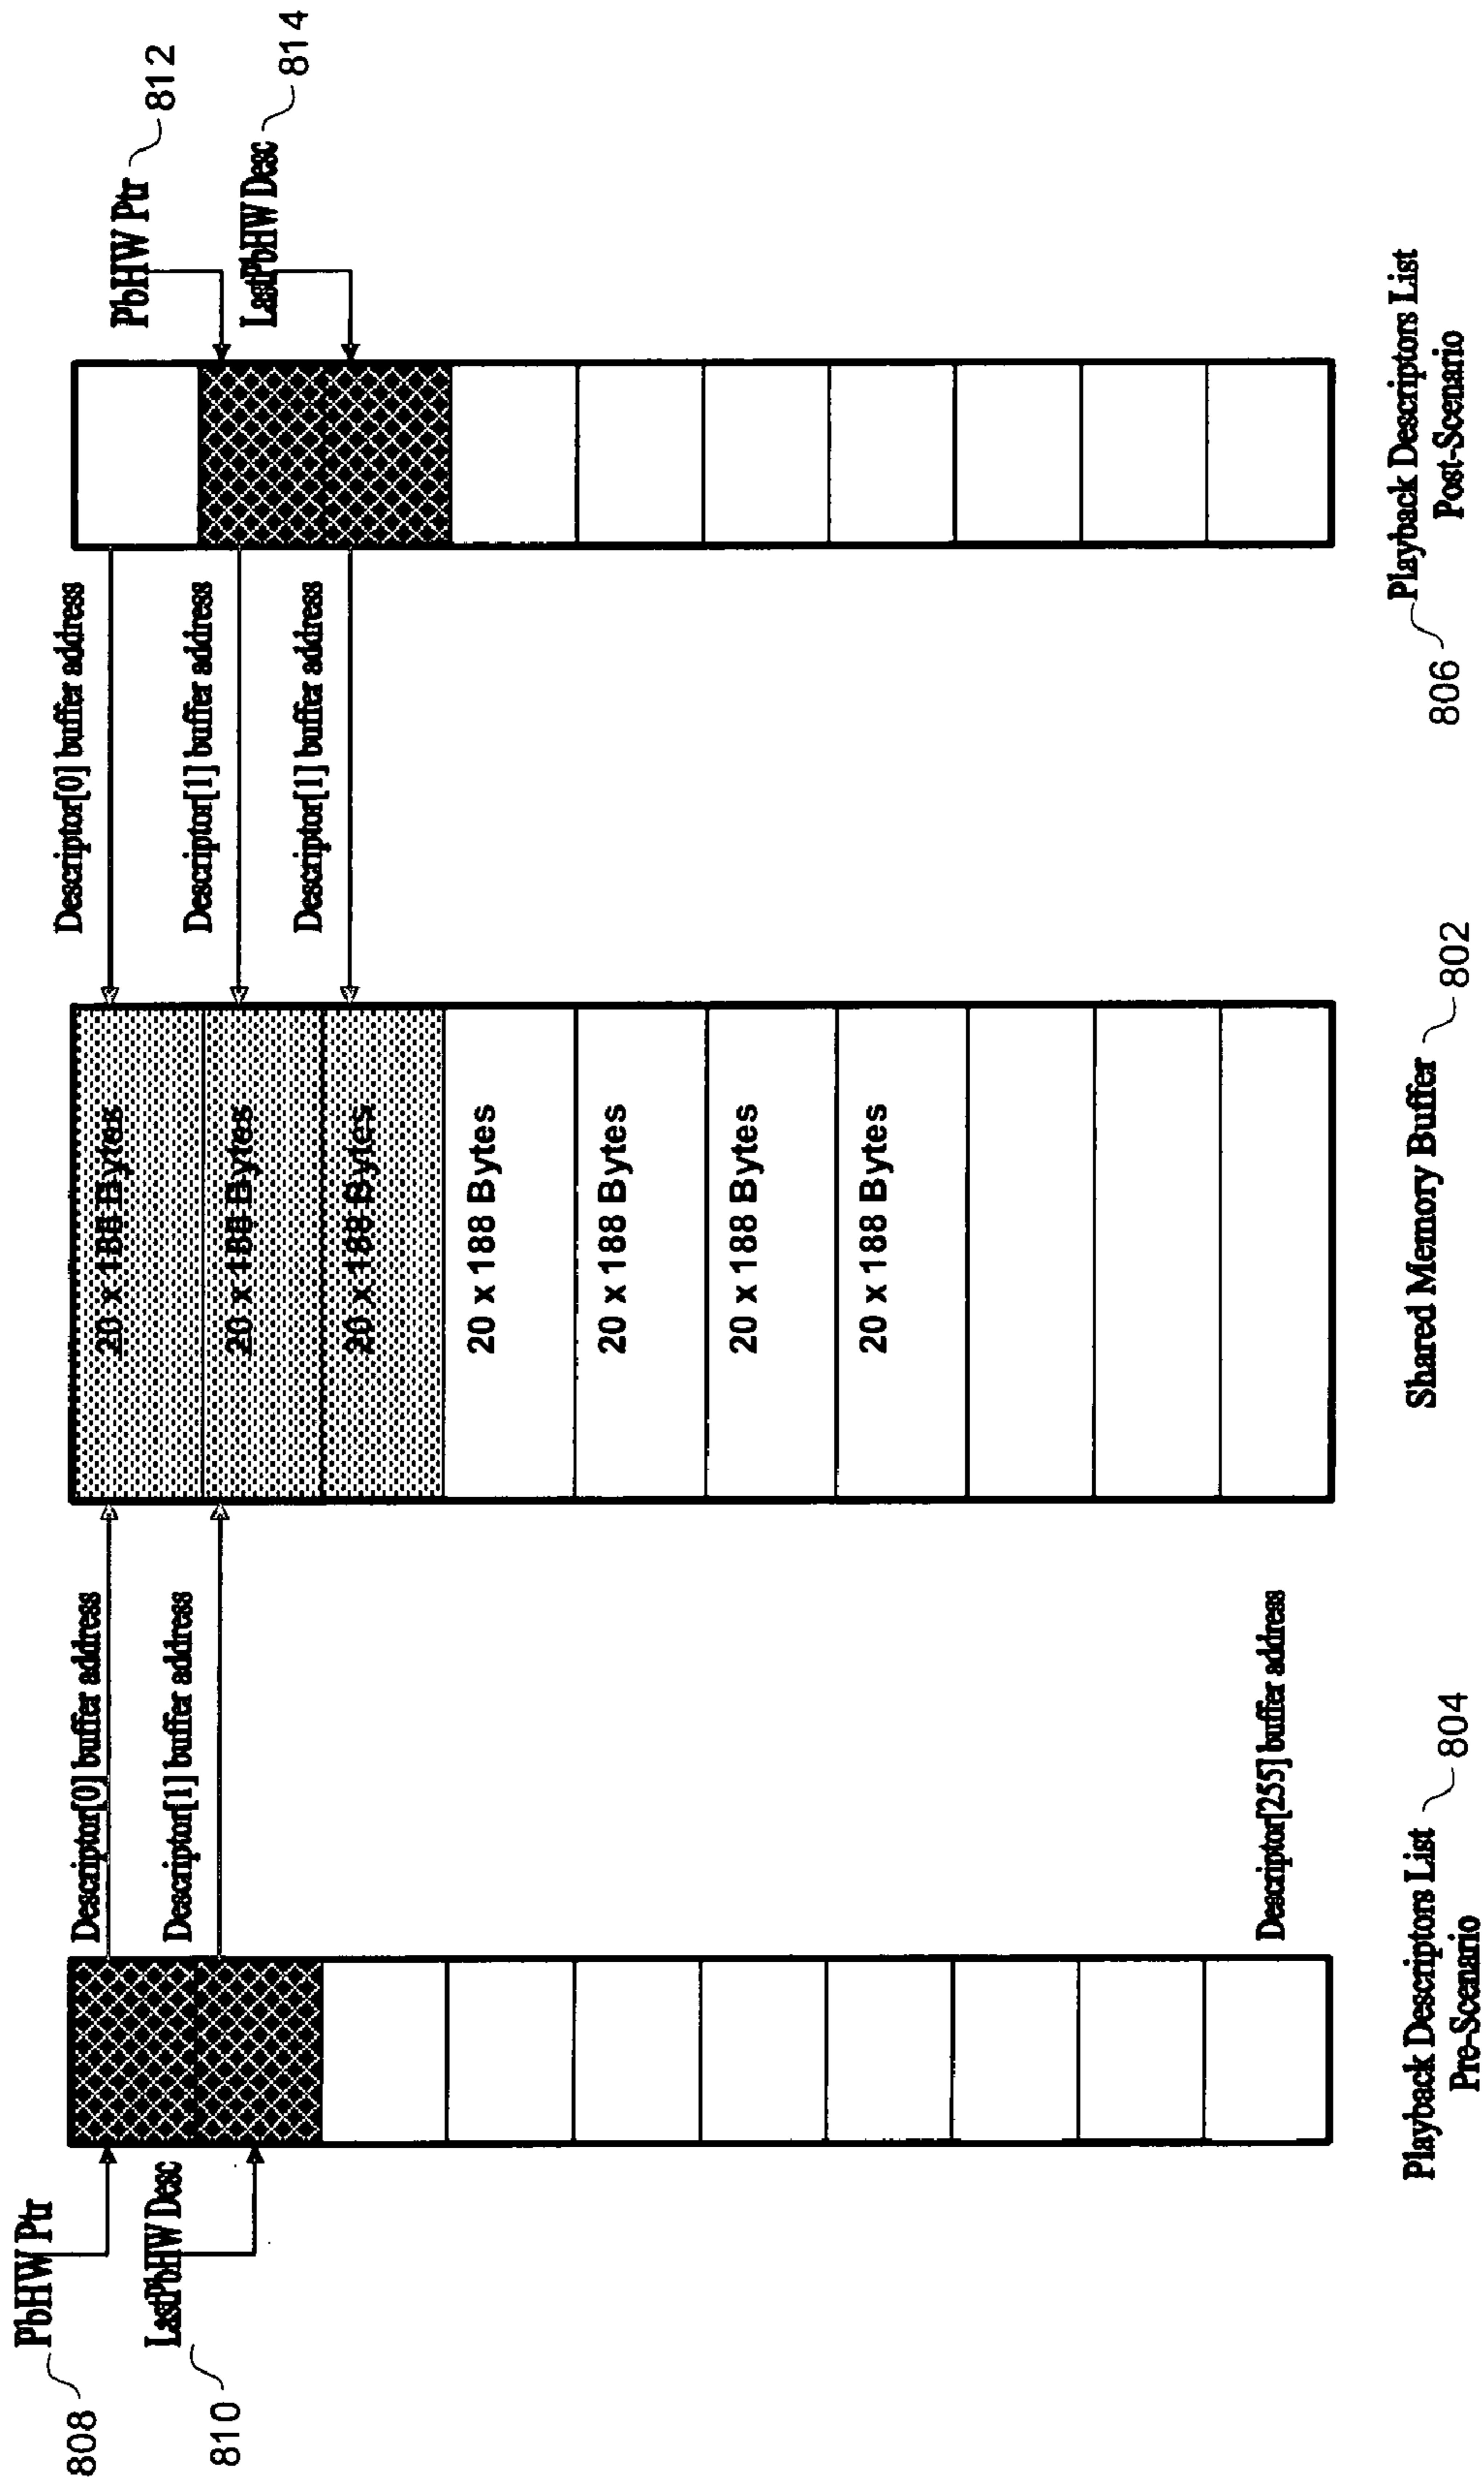 PbHW Ptr
808
LastPbHW Desc
810
Descriptor[0] buffer address
Descriptor[1] buffer address
Descriptor[255] buffer address
Playback Descriptors List
Pre-Scenario
804
20 x 188 Bytes
20 x 188 Bytes
20 x 188 Bytes
20 x 188 Bytes
20 x 188 Bytes
20 x 188 Bytes
20 x 188 Bytes
Shared Memory Buffer
802
Descriptor[0] buffer address
Descriptor[1] buffer address
Descriptor[1] buffer address
PbHW Ptr
812
LastPbHW Desc
814
806
Playback Descriptors List
Post-Scenario